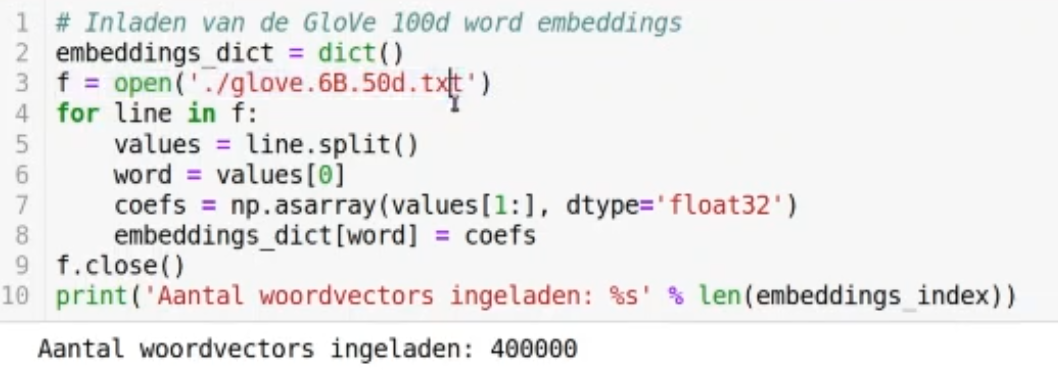 1 # Inladen van de GloVe 100d word embeddings
2 embeddings_dict = dict()
3 f = open('./glove.6B.50d.txt')
4 for line in f:
5     values = line.split()
6     word = values[0]
7     coefs = np.asarray(values[1:], dtype='float32')
8     embeddings_dict[word] = coefs
9 f.close()
10 print('Aantal woordvectors ingeladen: %s' % len(embeddings_index))
Aantal woordvectors ingeladen: 400000